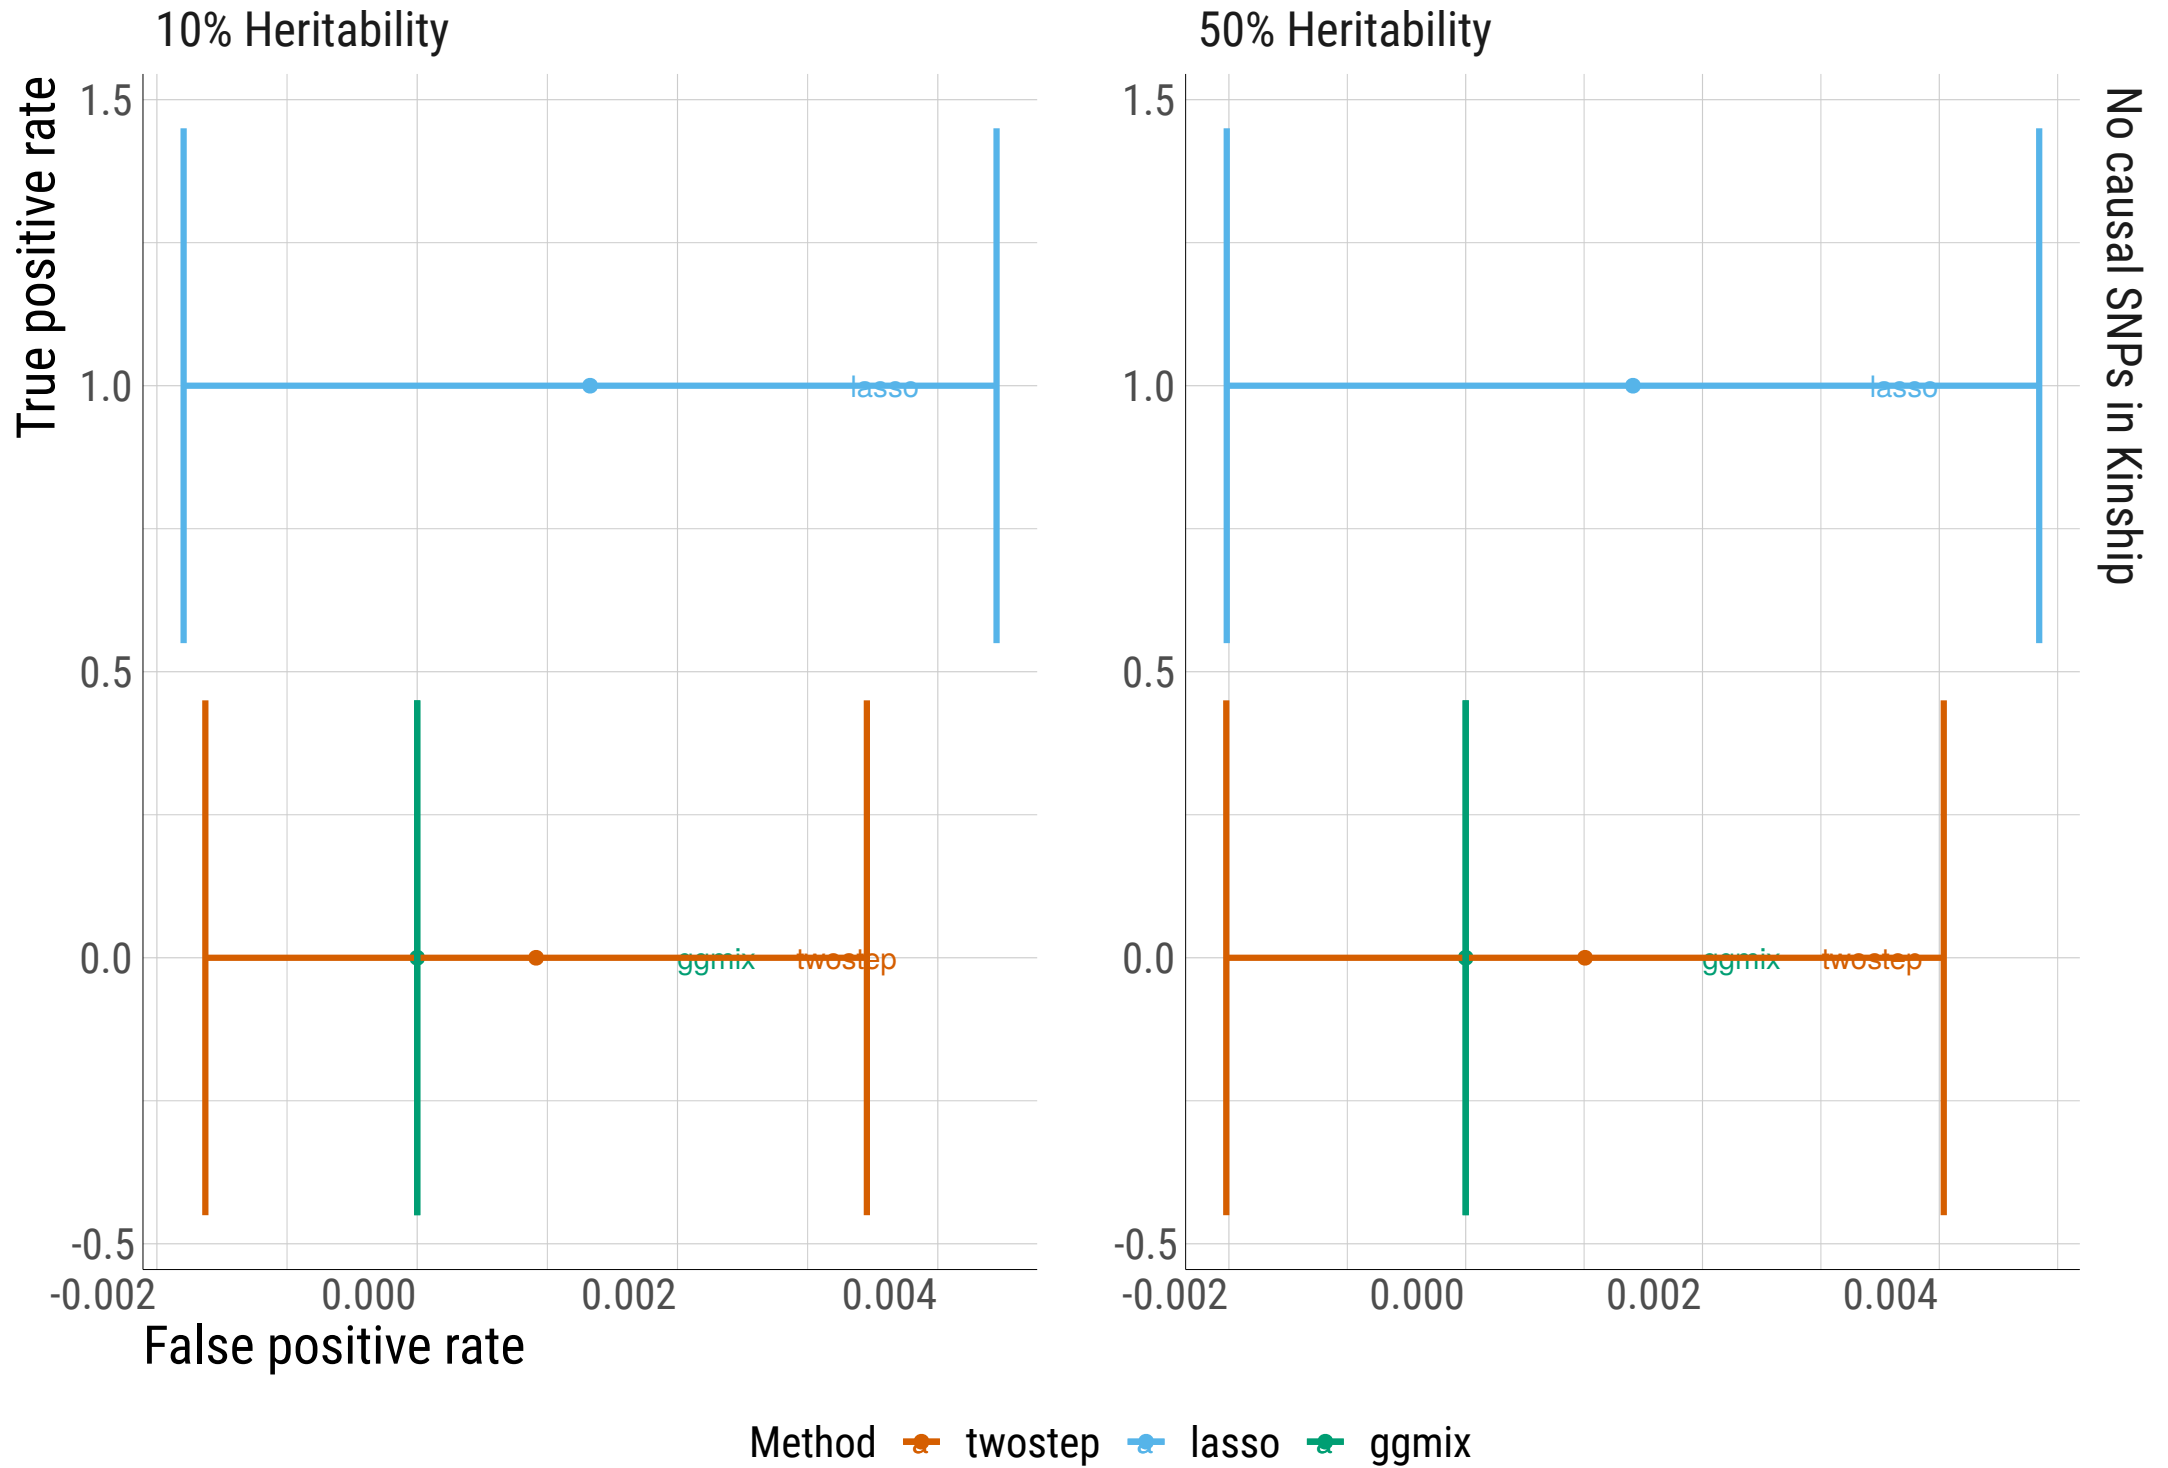 10% Heritability
50% Heritability
True positive rate
1.5
1.0
0.5
0.0
-0.5
lasso
ggmix
twostep
-0.002
0.000
0.002
0.004
1.5
1.0
0.5
0.0
-0.5
lasso
ggmix
twostep
-0.002
0.000
0.002
0.004
No causal SNPs in Kinship
False positive rate
Method a twostep a lasso a ggmix